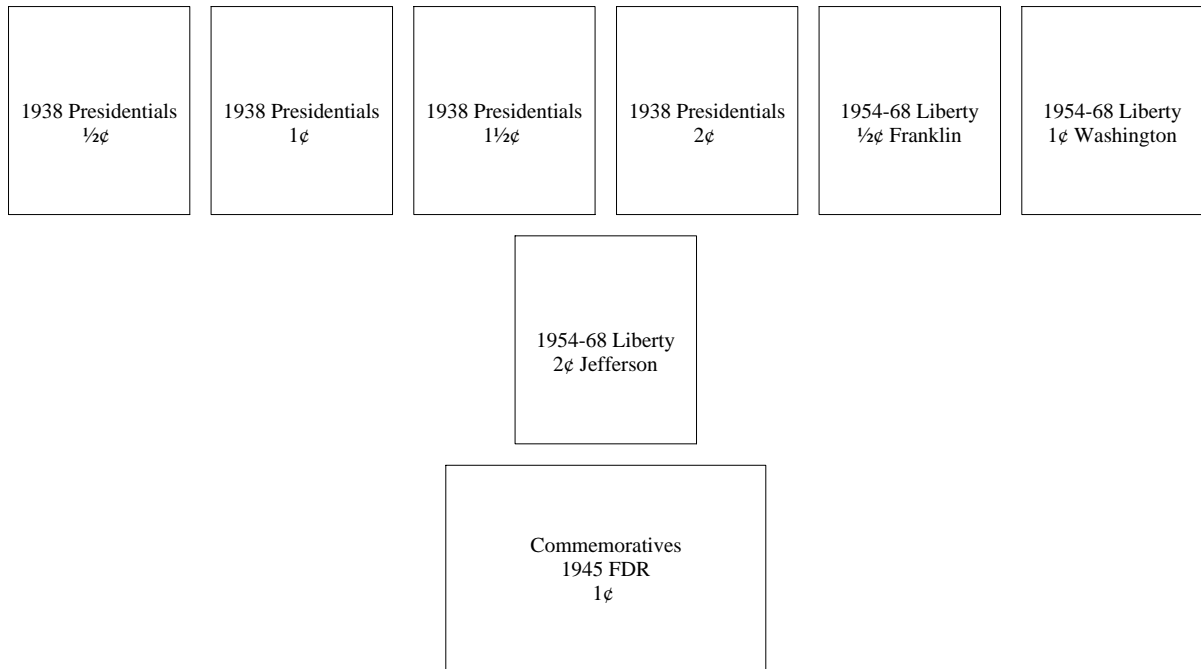 1938 Presidentials
½¢
1938 Presidentials
1¢
1938 Presidentials
1½¢
1938 Presidentials
2¢
1954-68 Liberty
½¢ Franklin
1954-68 Liberty
1¢ Washington
1954-68 Liberty
2¢ Jefferson
Commemoratives
1945 FDR
1¢